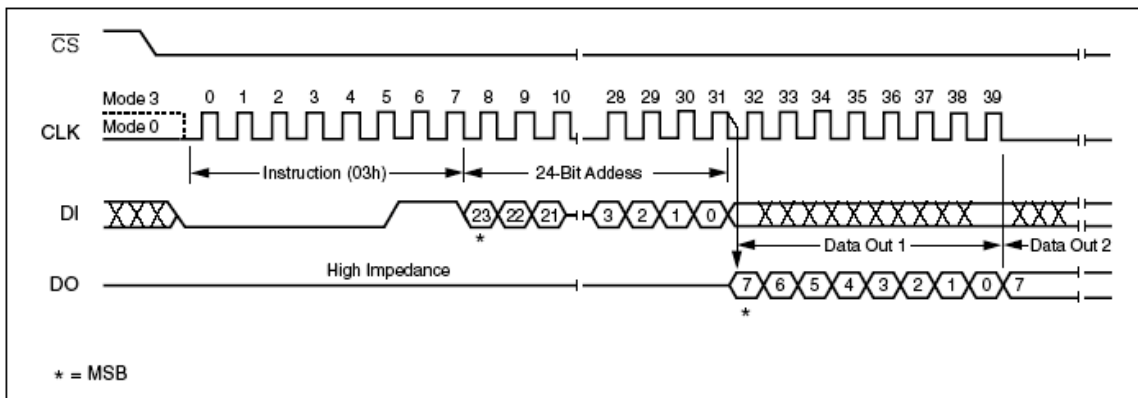 CS
Mode 3 0 1 2 3 4 5 6 7 8 9 10 28 29 30 31 32 33 34 35 36 37 38 39
CLK Mode 0
Instruction (03h) 24-Bit Addess
DI 23 22 21 3 2 1 0
* Data Out 1 Data Out 2
High Impedance
DO 7 6 5 4 3 2 1 0 7
*
* = MSB